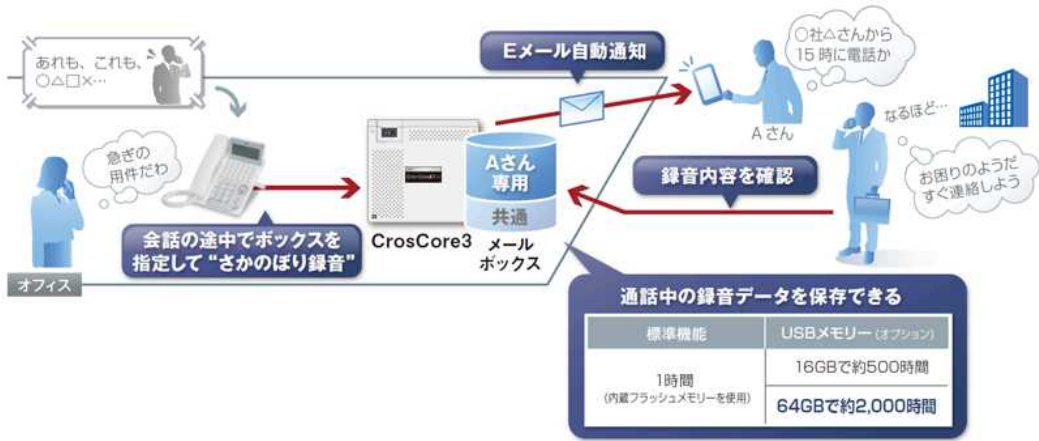 あれも、これも、
○△□×…
急ぎの
用件だわ
会話の途中でボックスを
指定して“さかのぼり録音”
オフィス
CrosCore3
Aさん
専用
共通
メール
ボックス
Eメール自動通知
○社△さんから
15時に電話か
Aさん
録音内容を確認
なるほど…
お困りのようだ
すぐ連絡しよう
通話中の録音データを保存できる
標準機能
USBメモリー(オプション)
1時間
(内蔵フラッシュメモリーを使用)
16GBで約500時間
64GBで約2,000時間